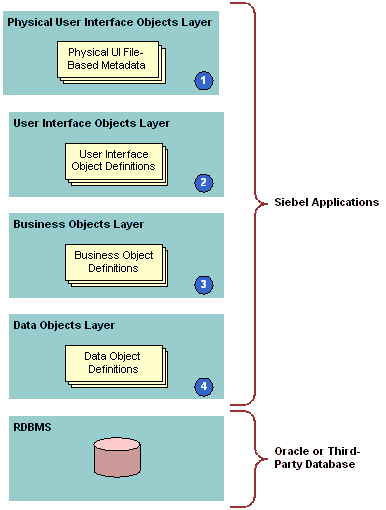 Physical User Interface Objects Layer
Physical UI File-
Based Metadata
1
User Interface Objects Layer
User Interface
Object Definitions
2
Siebel Applications
Business Objects Layer
Business Object
Definitions
3
Data Objects Layer
Data Object
Definitions
4
RDBMS
Oracle or Third-
Party Database